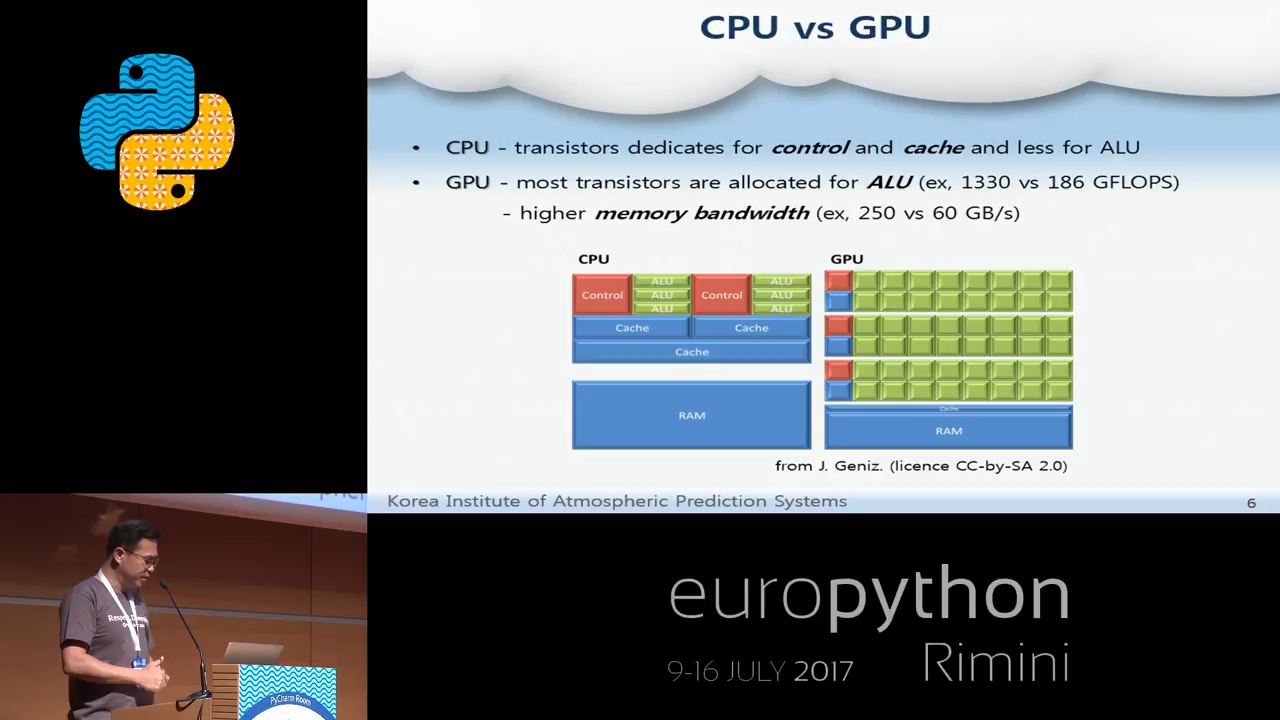 CPU vs GPU
• CPU - transistors dedicates for control and cache and less for ALU
• GPU - most transistors are allocated for ALU (ex, 1330 vs 186 GFLOPS)
- higher memory bandwidth (ex, 250 vs 60 GB/s)
CPU
GPU
Control
ALU
ALU
ALU
Control
ALU
ALU
ALU
Cache
Cache
Cache
RAM
Cache
RAM
from J. Geniz. (licence CC-by-SA 2.0)
Korea Institute of Atmospheric Prediction Systems
6
PyCharm Room
europython
Rimini
9-16 JULY 2017